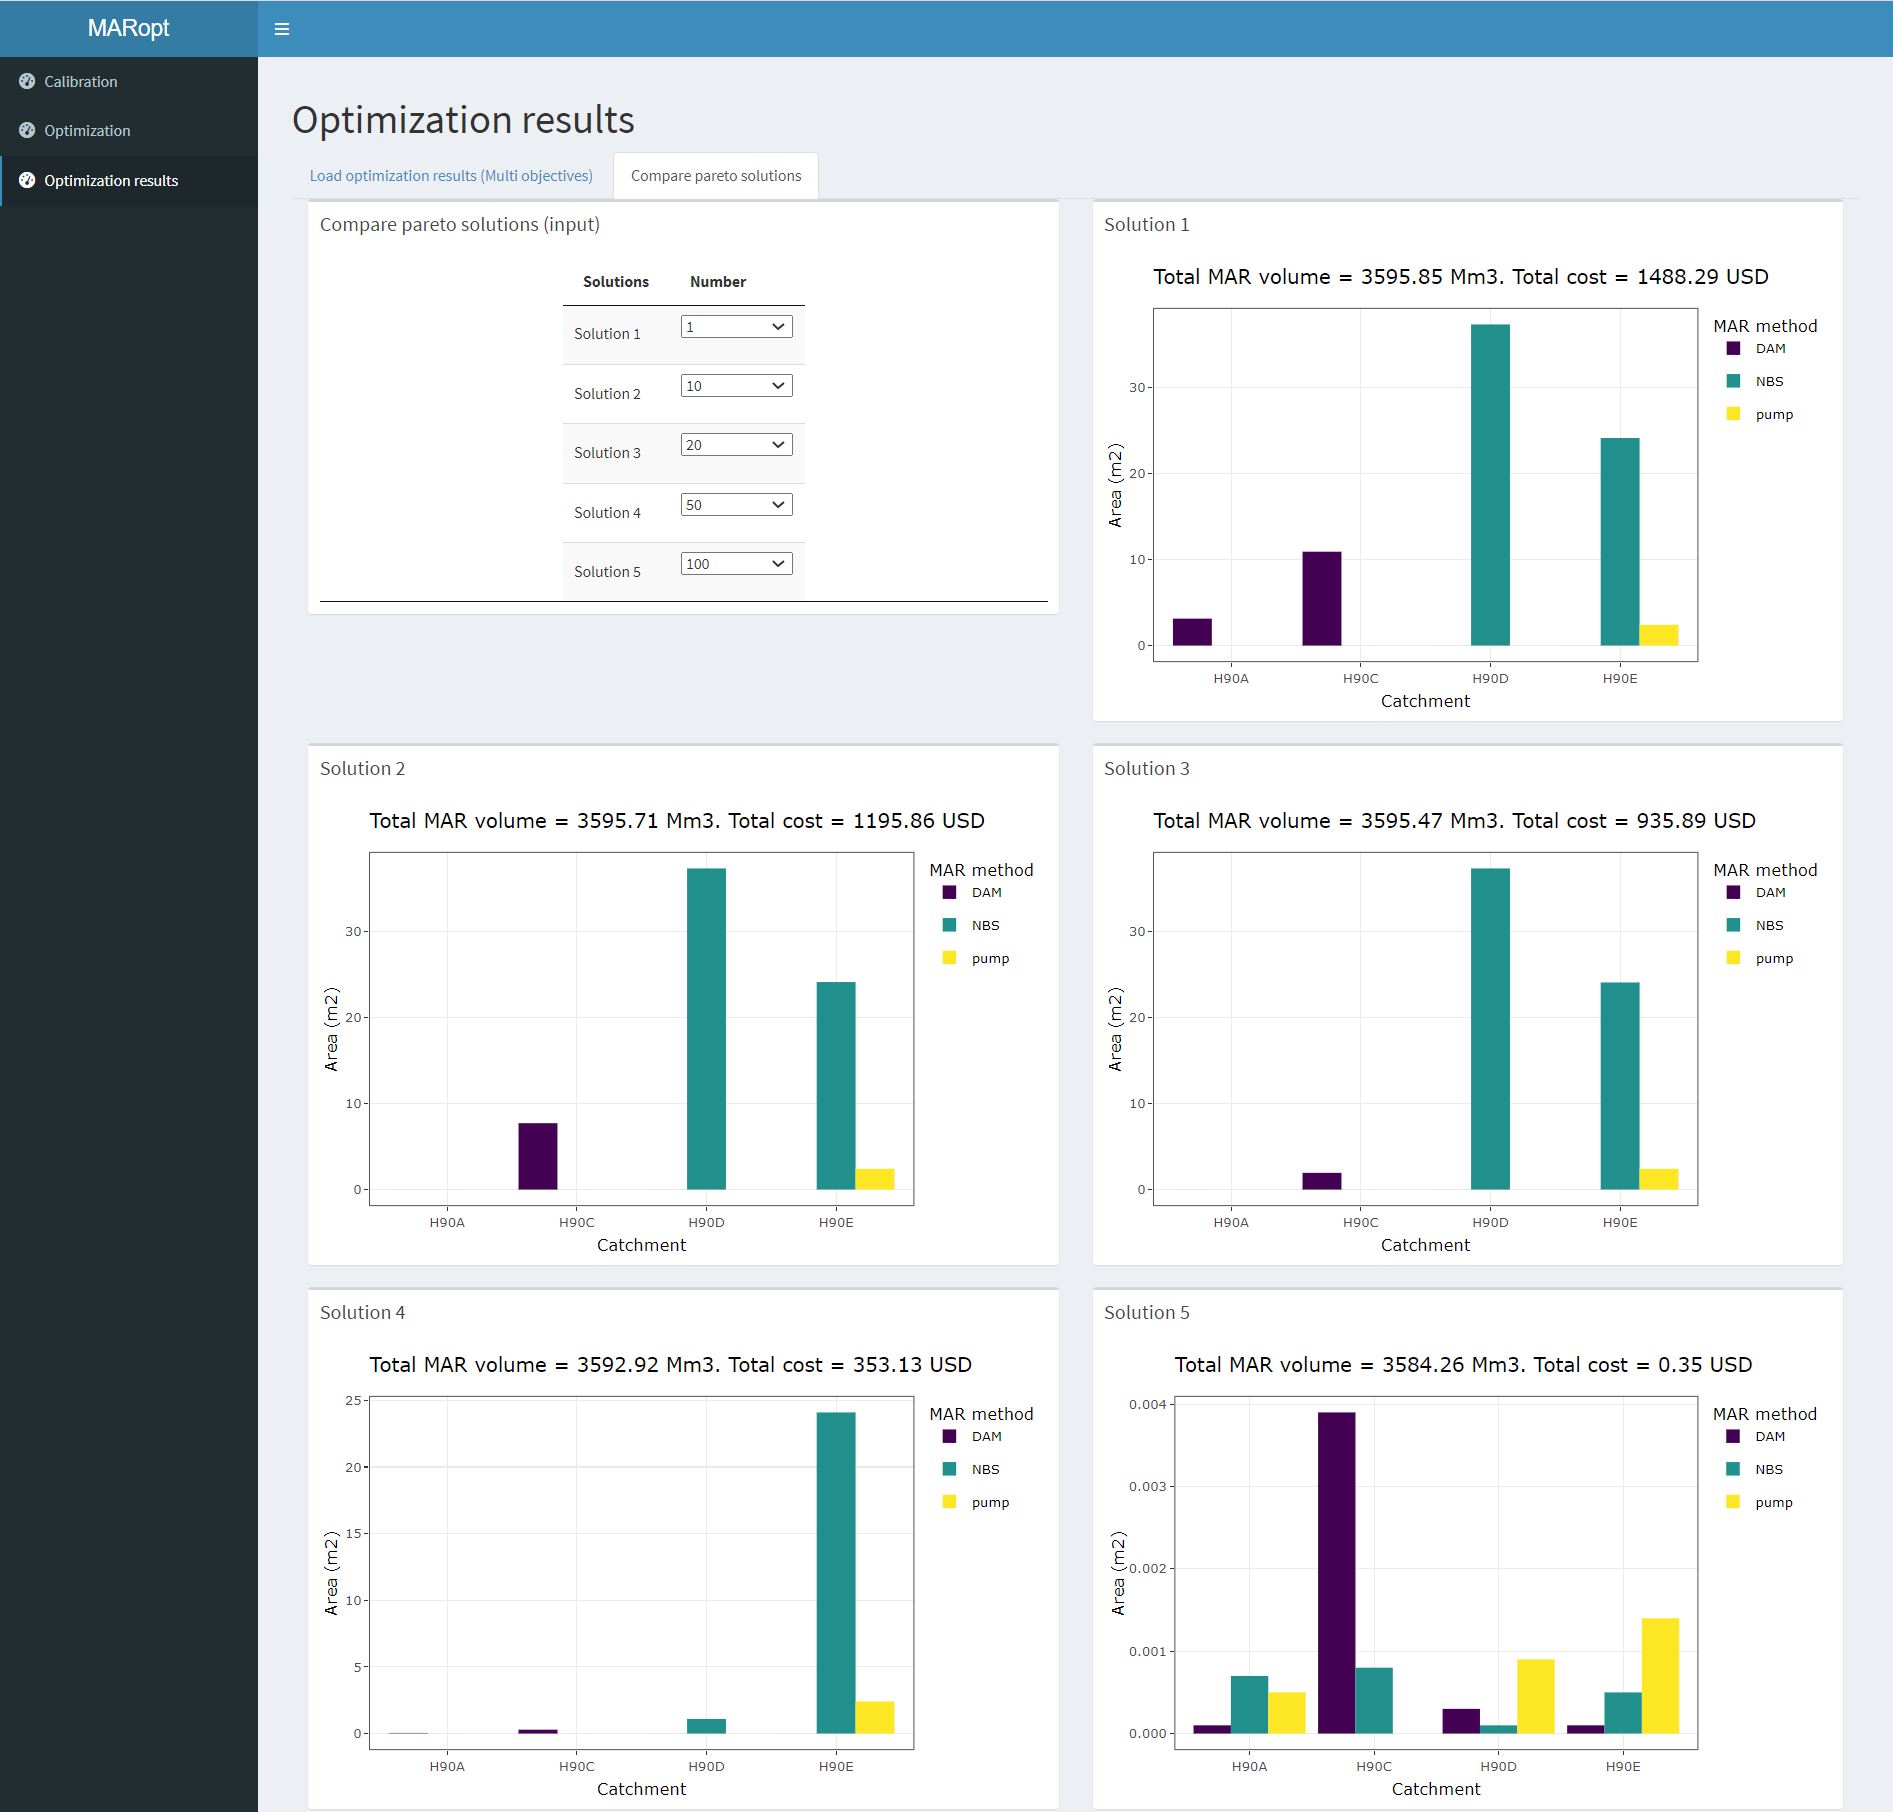 MARopt
Calibration
Optimization
Optimization results
Optimization results
Load optimization results (Multi objectives)
Compare pareto solutions
Compare pareto solutions (input)
Solutions Number
Solution 1 1
Solution 2 10
Solution 3 20
Solution 4 50
Solution 5 100
Solution 1
Total MAR volume = 3595.85 Mm3. Total cost = 1488.29 USD
MAR method
DAM
NBS
pump
Area (m2)
30
20
10
0
H90A H90C H90D H90E
Catchment
Solution 2
Total MAR volume = 3595.71 Mm3. Total cost = 1195.86 USD
MAR method
DAM
NBS
pump
Area (m2)
30
20
10
0
H90A H90C H90D H90E
Catchment
Solution 3
Total MAR volume = 3595.47 Mm3. Total cost = 935.89 USD
MAR method
DAM
NBS
pump
Area (m2)
30
20
10
0
H90A H90C H90D H90E
Catchment
Solution 4
Total MAR volume = 3592.92 Mm3. Total cost = 353.13 USD
MAR method
DAM
NBS
pump
Area (m2)
25
20
15
10
5
0
H90A H90C H90D H90E
Catchment
Solution 5
Total MAR volume = 3584.26 Mm3. Total cost = 0.35 USD
MAR method
DAM
NBS
pump
Area (m2)
0.004
0.003
0.002
0.001
0.000
H90A H90C H90D H90E
Catchment